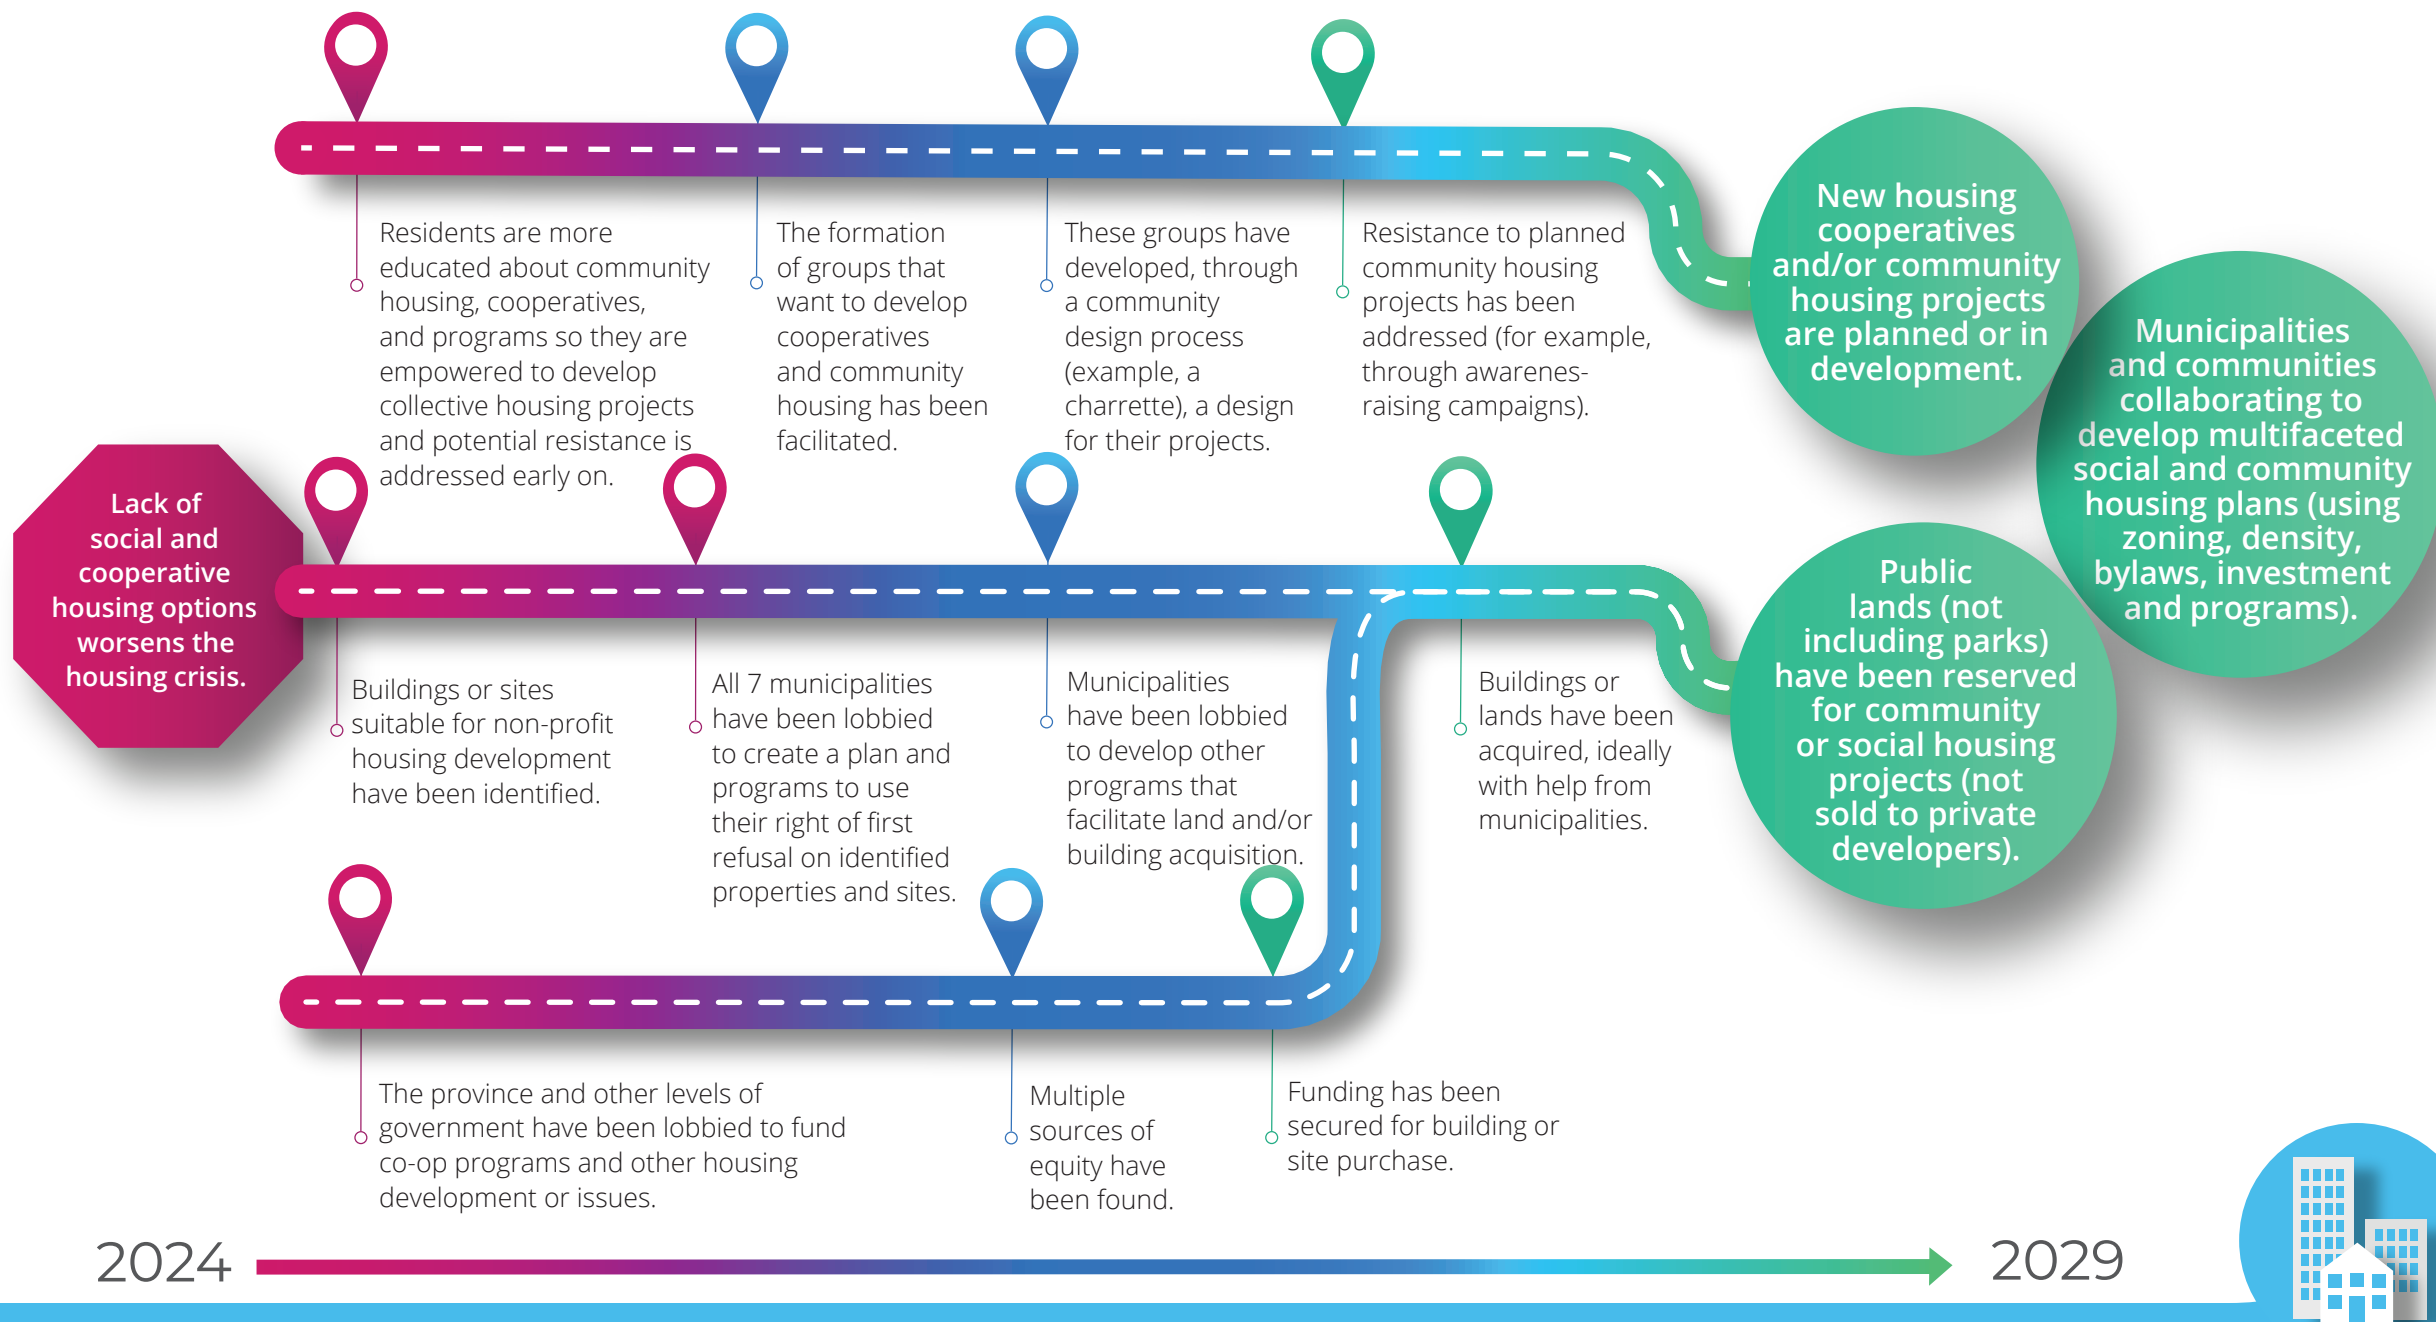 Residents are more
educated about community
housing, cooperatives,
and programs so they are
empowered to develop
collective housing projects
and potential resistance is
addressed early on.
The formation
of groups that
want to develop
cooperatives
and community
housing has been
facilitated.
These groups have
developed, through
a community
design process
(example, a
charrette), a design
for their projects.
Resistance to planned
community housing
projects has been
addressed (for example,
through awarenes-
raising campaigns).
New housing
cooperatives
and/or community
housing projects
are planned or in
development.
Municipalities
and communities
collaborating to
develop multifaceted
social and community
housing plans (using
zoning, density,
bylaws, investment
and programs).
Lack of
social and
cooperative
housing options
worsens the
housing crisis.
Buildings or sites
suitable for non-profit
housing development
have been identified.
All 7 municipalities
have been lobbied
to create a plan and
programs to use
their right of first
refusal on identified
properties and sites.
Municipalities
have been lobbied
to develop other
programs that
facilitate land and/or
building acquisition.
Buildings or
lands have been
acquired, ideally
with help from
municipalities.
Public
lands (not
including parks)
have been reserved
for community
or social housing
projects (not
sold to private
developers).
The province and other levels of
government have been lobbied to fund
co-op programs and other housing
development or issues.
Multiple
sources of
equity have
been found.
Funding has been
secured for building or
site purchase.
2024
2029